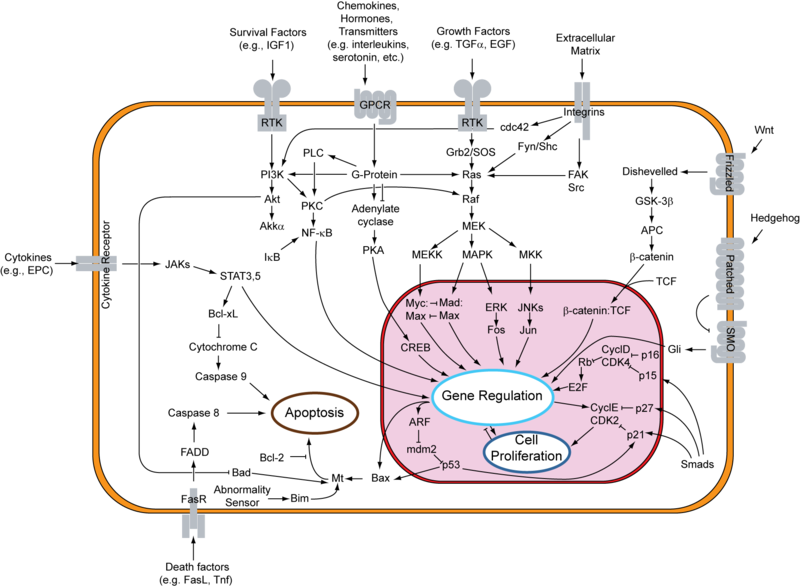 Survival Factors
(e.g., IGF1)
Chemokines,
Hormones,
Transmitters
(e.g. interleukins,
serotonin, etc.)
Growth Factors
(e.g. TGFα, EGF)
Extracellular
Matrix
RTK
GPCR
RTK
Integrins
cdc42
Grb2/SOS
Fyn/Shc
PLC
PI3K
G-Protein
Ras
FAK
Src
Akt
PKC
Adenylate
cyclase
Raf
Akkα
NF-κB
MEK
IκB
PKA
MEKK
MAPK
MKK
Wnt
Frizzled
Dishevelled
GSK-3β
APC
β-catenin
TCF
Hedgehog
Patched
SMO
Cytokines
(e.g., EPC)
Cytokine Receptor
JAKs
STAT3,5
Bcl-xL
Cytochrome C
Caspase 9
Caspase 8
Apoptosis
FADD
Bcl-2
Bad
Mt
Bax
Abnormality
Sensor
Bim
FasR
Death factors
(e.g. FasL, Tnf)
Myc:
Max
Mad:
Max
ERK
Fos
JNKs
Jun
β-catenin:TCF
CREB
Gli
CyclD
CDK4
p16
p15
Rb
E2F
Gene Regulation
CyclE
CDK2
p27
p21
ARF
mdm2
p53
Cell
Proliferation
Smads